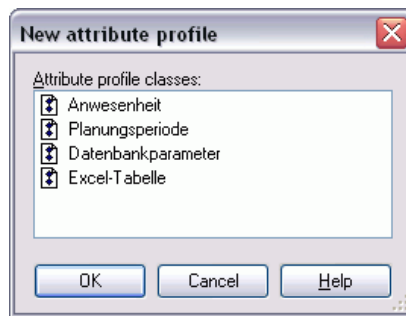 New attribute profile
Attribute profile classes:
Anwesenheit
Planungsperiode
Datenbankparameter
Excel-Tabelle
OK Cancel Help